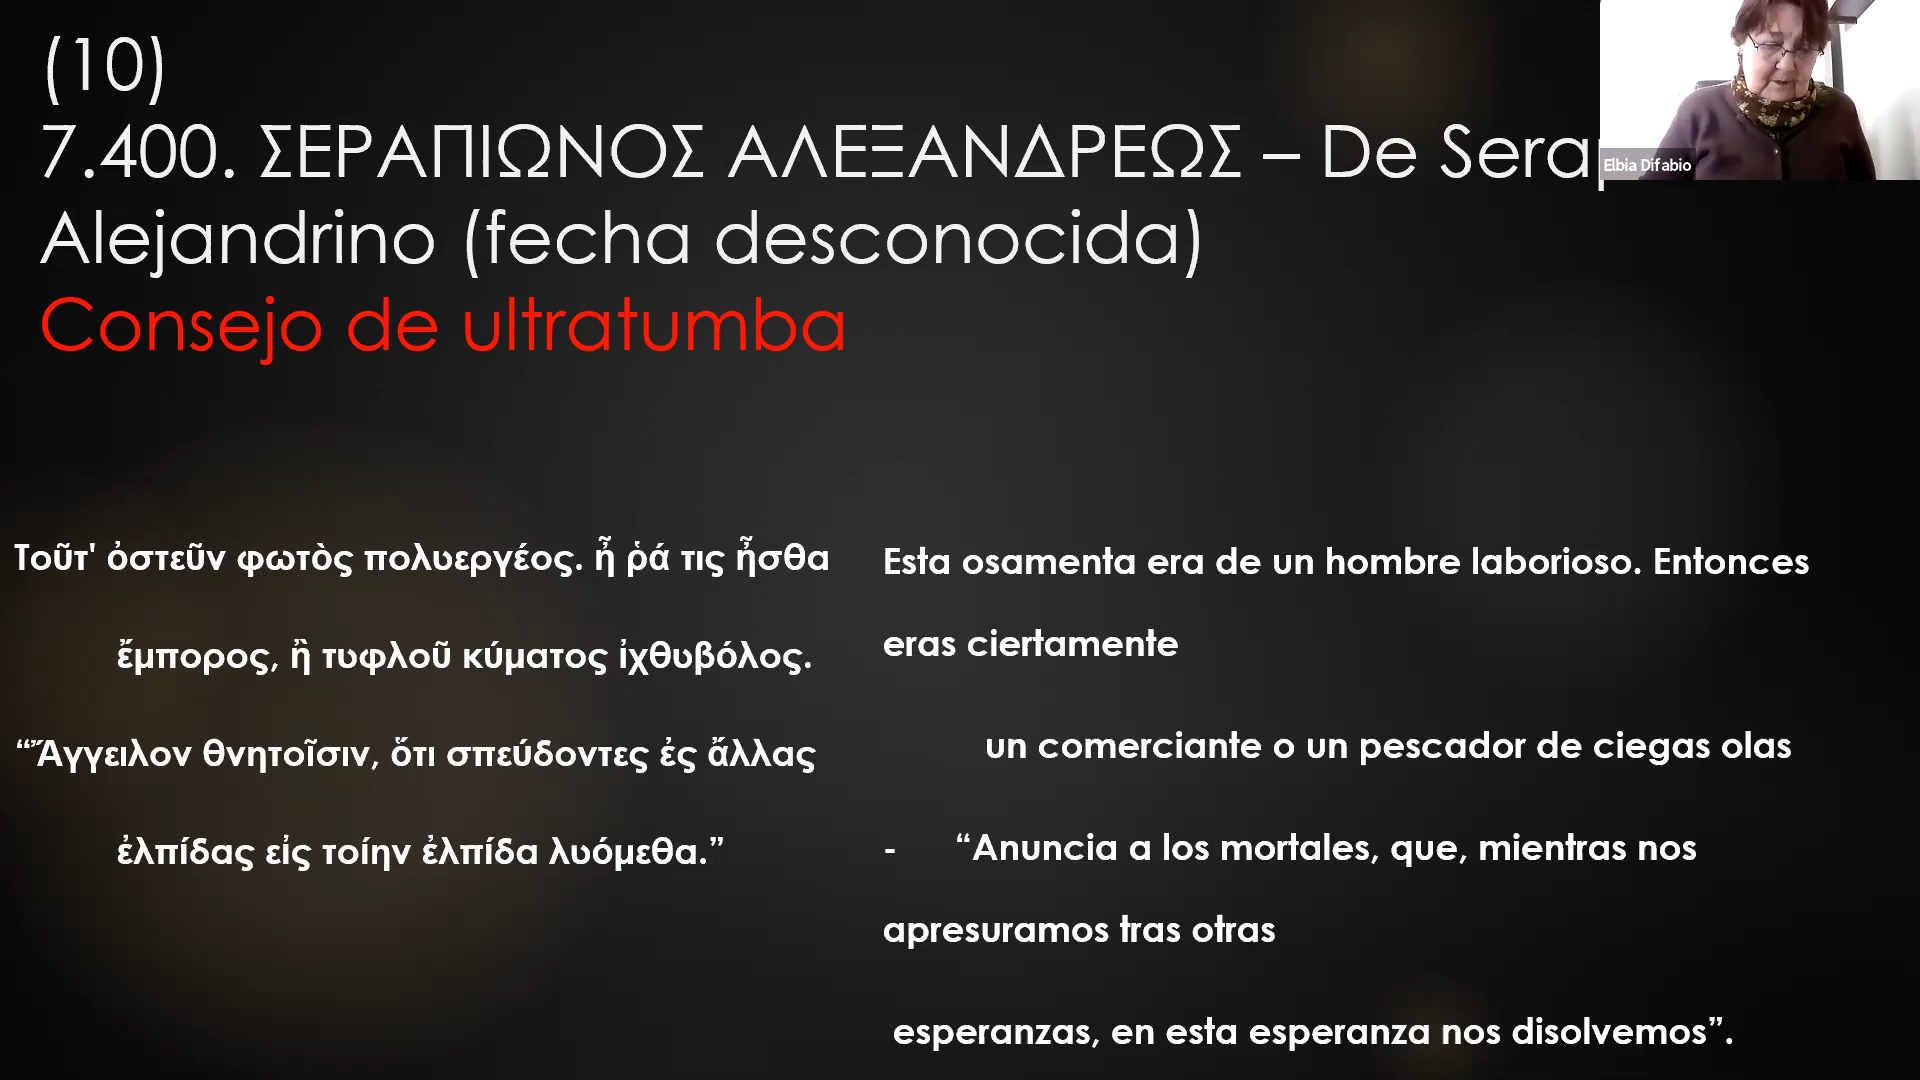 (10)
7.400. ΣΕΡΑΠΙΩΝΟΣ ΑΛΕΞΑΝΔΡΕΩΣ – De
Alejandrino (fecha desconocida)
Consejo de ultratumba
Elbia Difabio
Τοῦτ' ὀστεῦν φωτὸς πολυεργέος. ἦ ῥά τις ἦσθα
ἔμπορος, ἢ τυφλοῦ κύματος ἰχθυβόλος.
“Ἄγγειλον θνητοῖσιν, ὅτι σπεύδοντες ἐς ἄλλας
ἐλπίδας εἰς τοίην ἐλπίδα λυόμεθα.”
Esta osamenta era de un hombre laborioso. Entonces
eras ciertamente
un comerciante o un pescador de ciegas olas
- “Anuncia a los mortales, que, mientras nos
apresuramos tras otras
esperanzas, en esta esperanza nos disolvemos”.